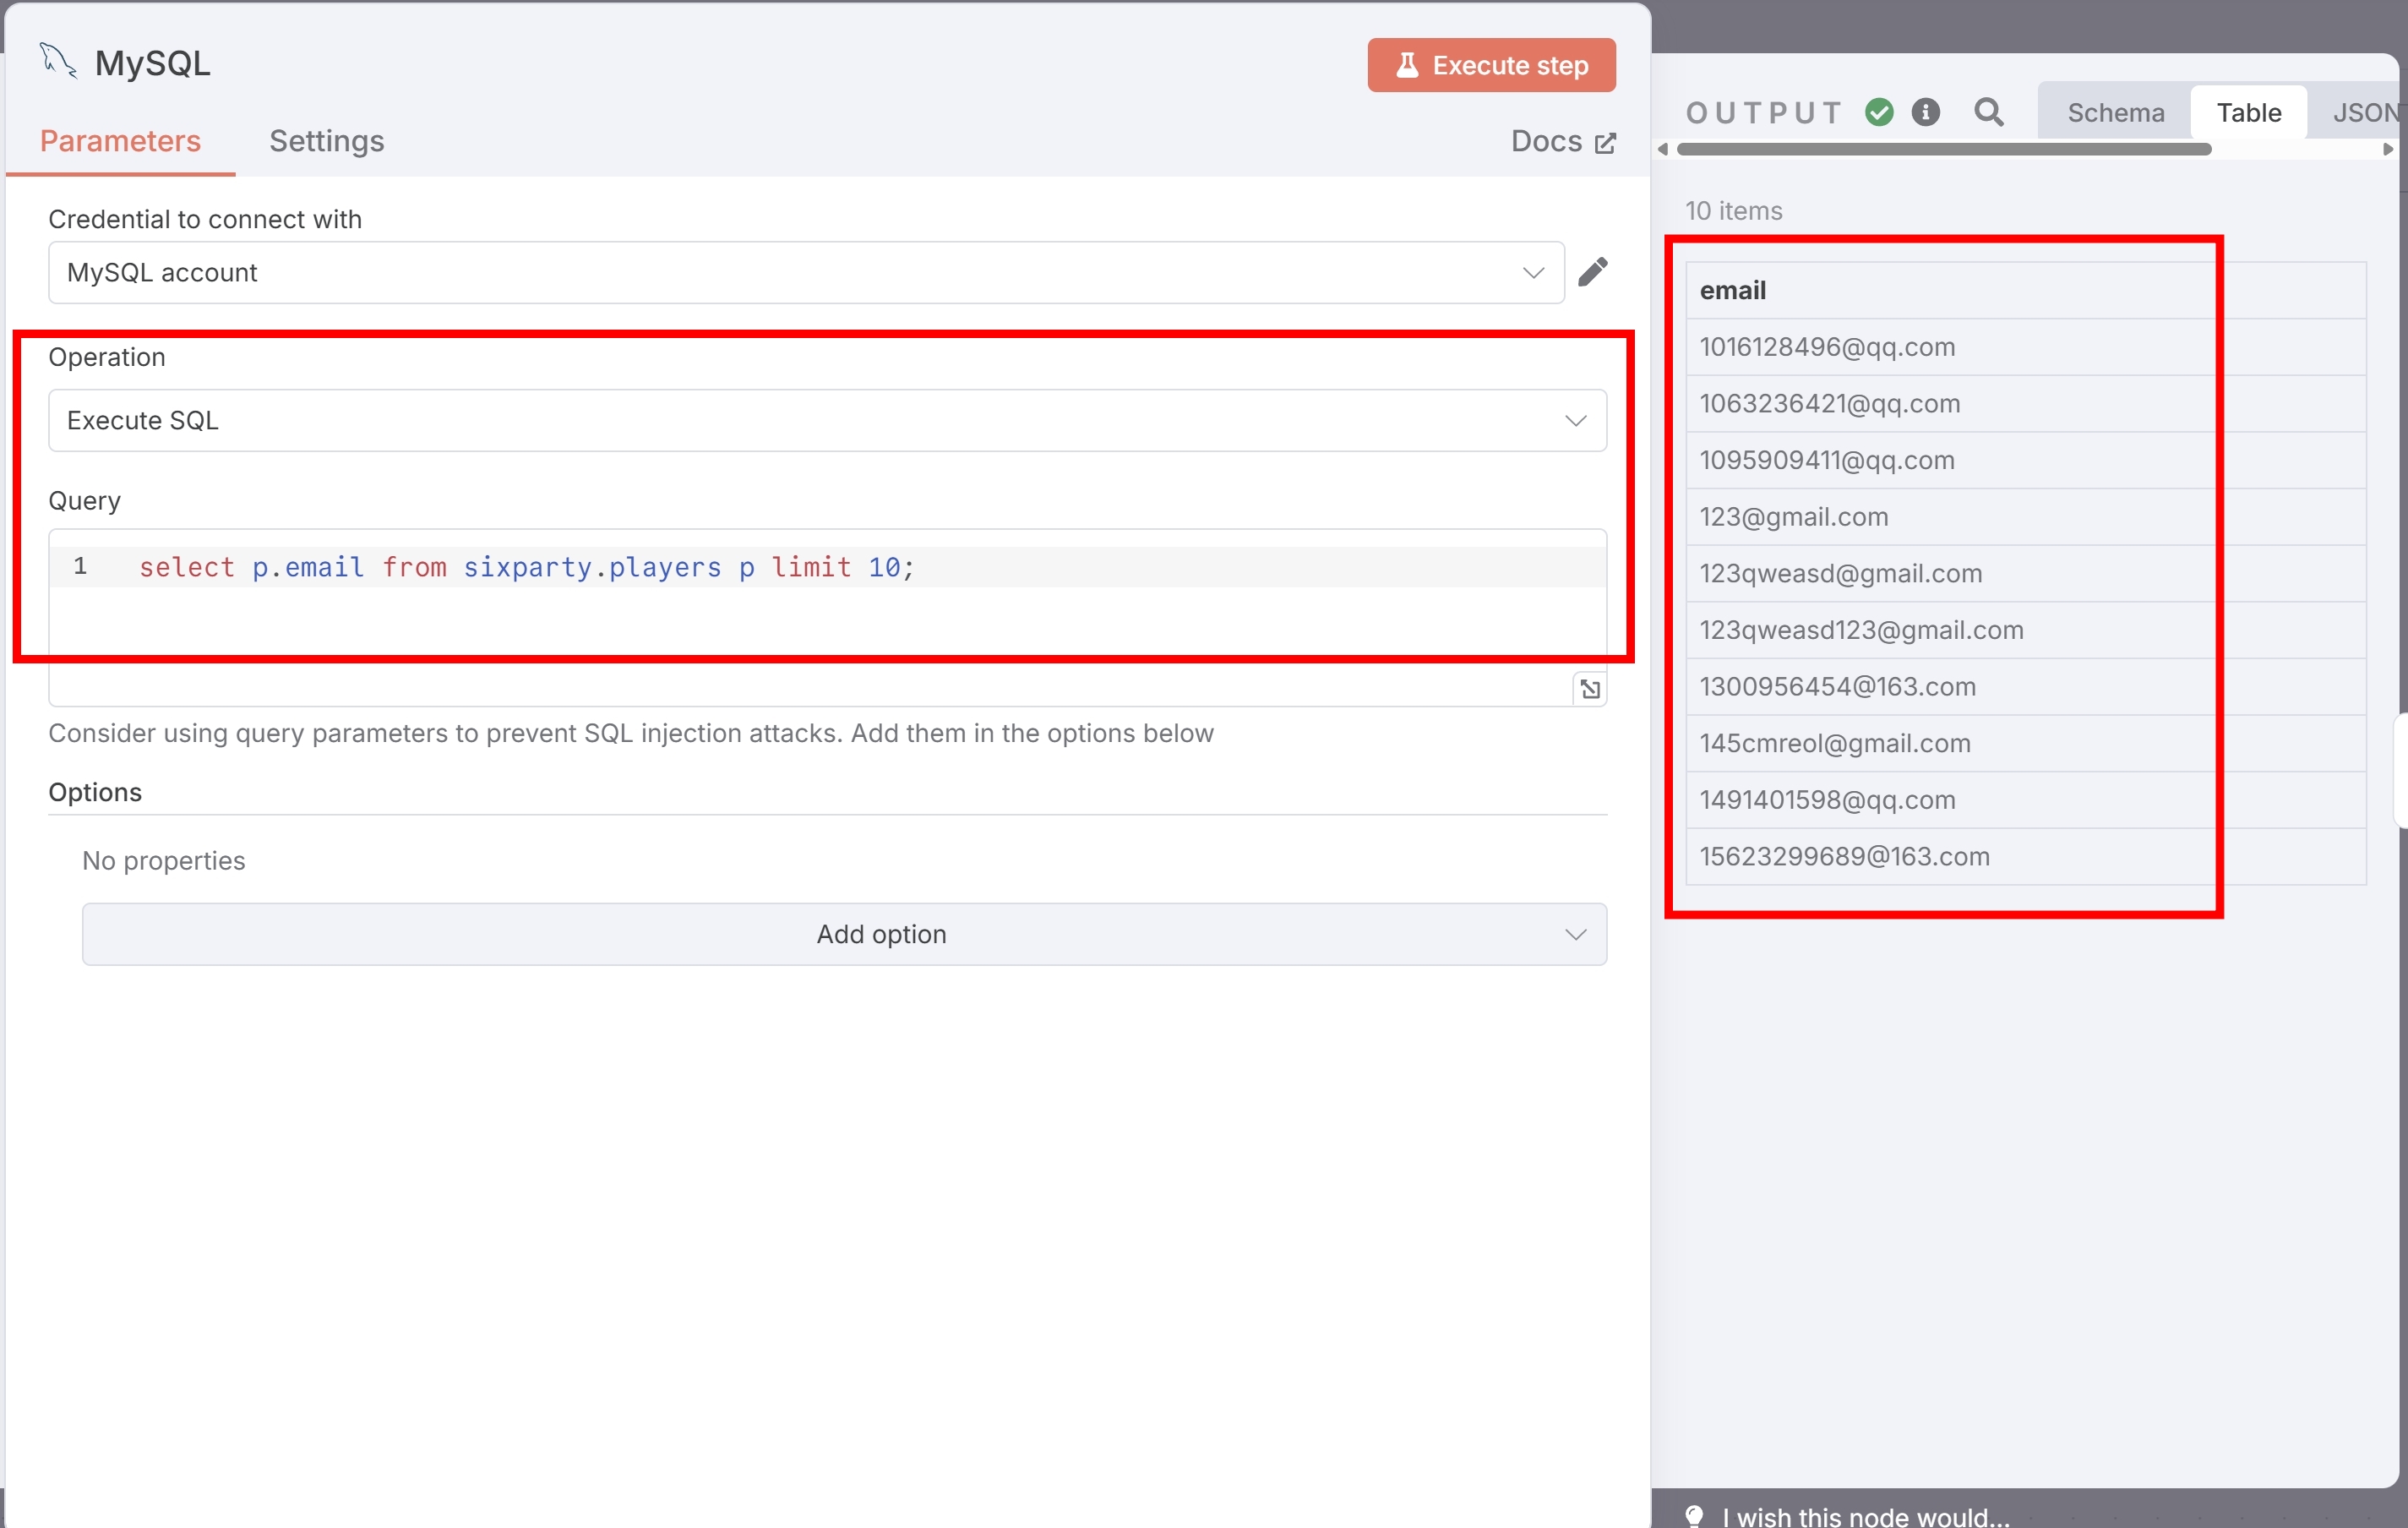 MySQL
Execute step
Parameters
Settings
Docs
Credential to connect with
MySQL account
Operation
Execute SQL
Query
1 select p.email from sixparty.players p limit 10;
Consider using query parameters to prevent SQL injection attacks. Add them in the options below
Options
No properties
Add option
OUTPUT
Schema
Table
JSON
10 items
email
1016128496@qq.com
1063236421@qq.com
1095909411@qq.com
123@gmail.com
123qweasd@gmail.com
123qweasd123@gmail.com
1300956454@163.com
145cmreol@gmail.com
1491401598@qq.com
15623299689@163.com
I wish this node would...